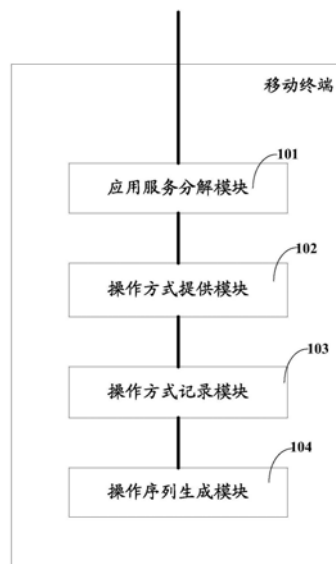 移动终端
101
应用服务分解模块
102
操作方式提供模块
103
操作方式记录模块
104
操作序列生成模块